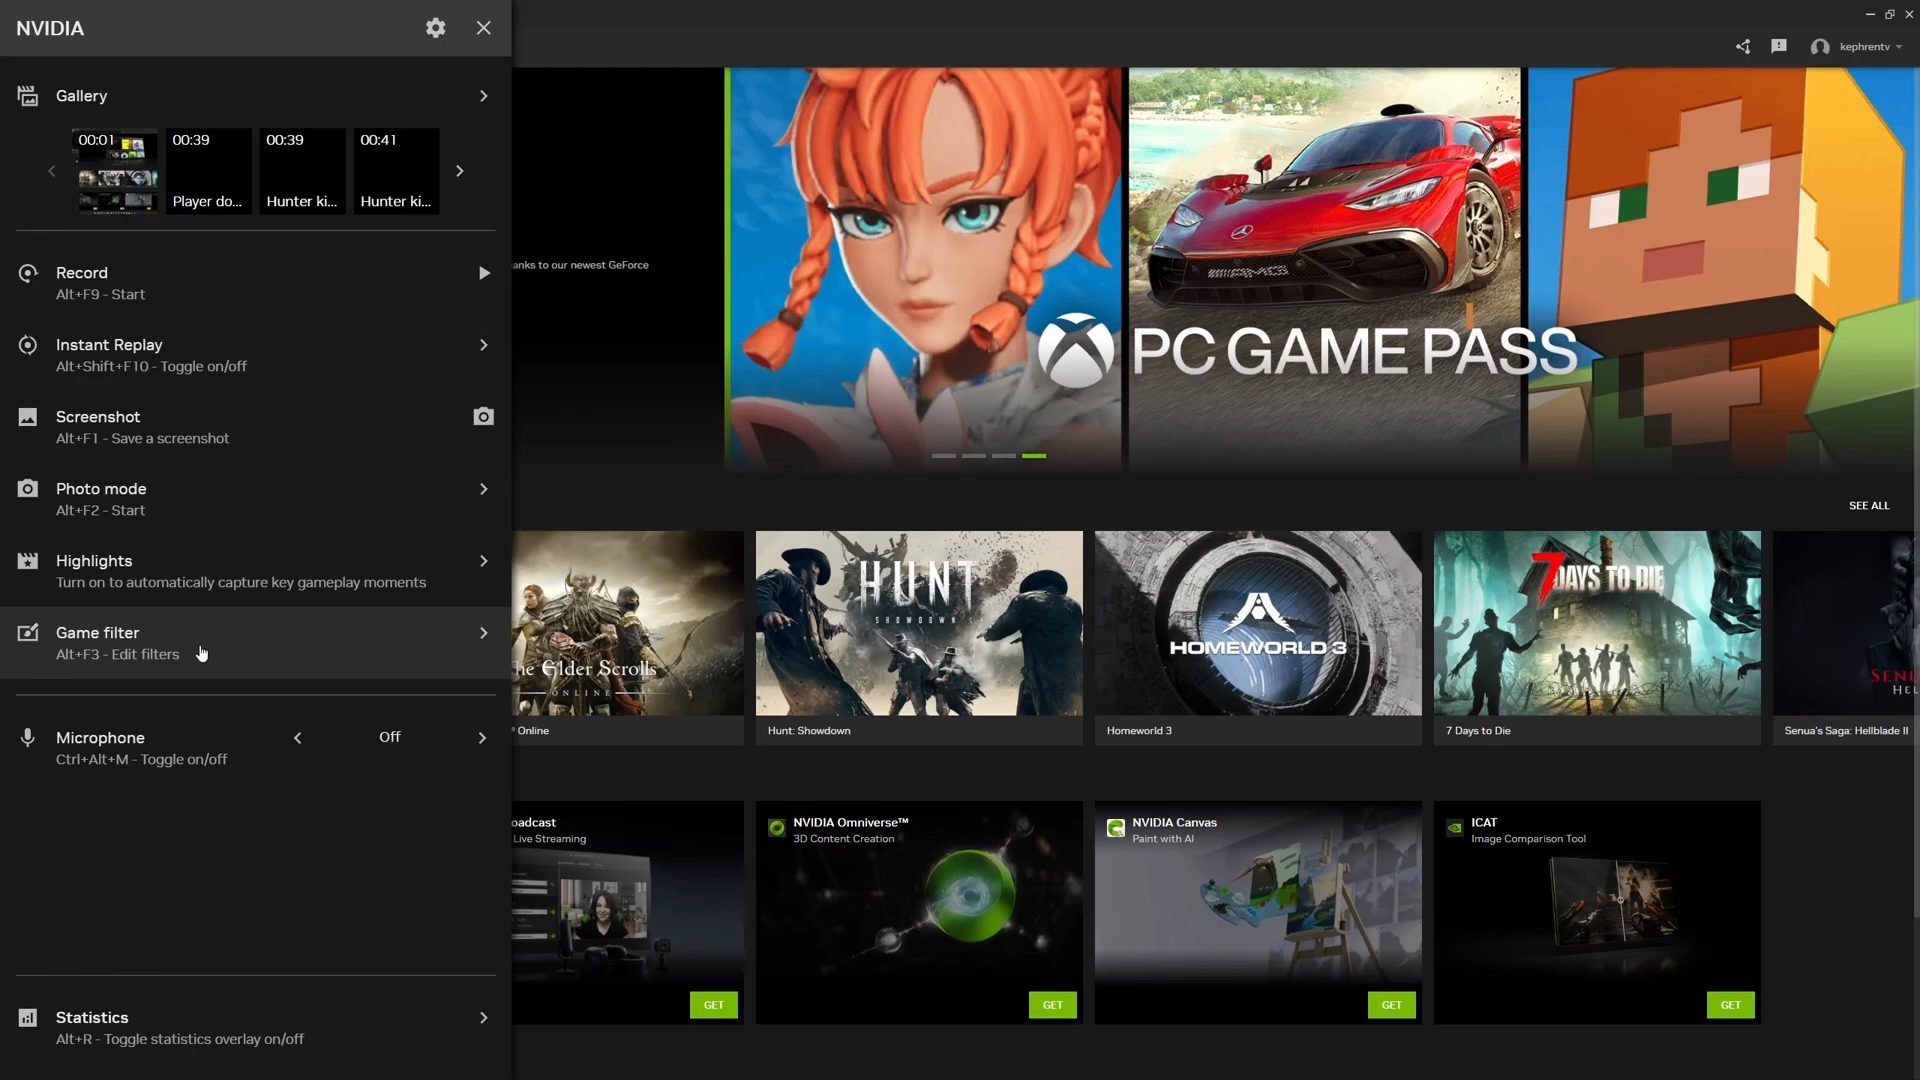 NVIDIA
Gallery
00:01
00:39
00:39
00:41
Player do...
Hunter ki...
Hunter ki...
Record
Alt+F9 - Start
Instant Replay
Alt+Shift+F10 - Toggle on/off
Screenshot
Alt+F1 - Save a screenshot
Photo mode
Alt+F2 - Start
Highlights
Turn on to automatically capture key gameplay moments
Game filter
Alt+F3 - Edit filters
Microphone
Off
Ctrl+Alt+M - Toggle on/off
Statistics
Alt+R - Toggle statistics overlay on/off
kephrentv
anks to our newest GeForce
AMG
PC GAME PASS
SEE ALL
he Elder Scrolls
ONLINE
HUNT
SHOWDOWN
HOMEWORLD 3
7 DAYS TO DIE
SENU
HEL
Online
Hunt: Showdown
Homeworld 3
7 Days to Die
Senua's Saga: Hellblade II
oadcast
Live Streaming
GET
NVIDIA Omniverse™
3D Content Creation
GET
NVIDIA Canvas
Paint with AI
GET
ICAT
Image Comparison Tool
GET